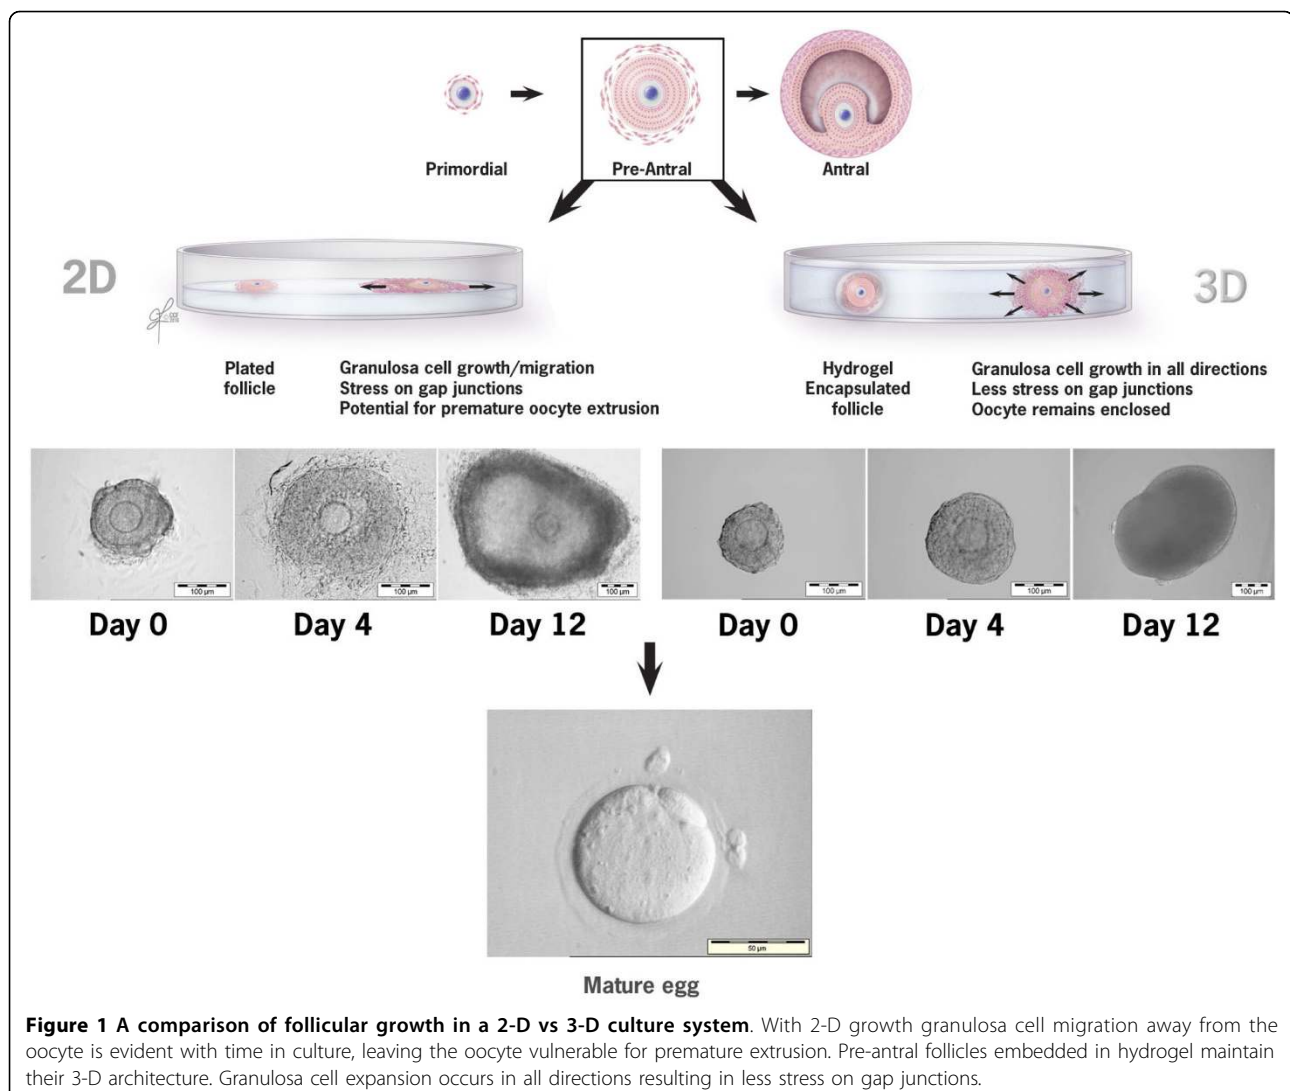 Primordial
Pre-Antral
Antral
2D
3D
Plated
follicle
Granulosa cell growth/migration
Stress on gap junctions
Potential for premature oocyte extrusion
Hydrogel
Encapsulated
follicle
Granulosa cell growth in all directions
Less stress on gap junctions
Oocyte remains enclosed
100 µm
100 µm
100 µm
100 µm
100 µm
100 µm
Day 0
Day 4
Day 12
Day 0
Day 4
Day 12
50 µm
Mature egg
Figure 1 A comparison of follicular growth in a 2-D vs 3-D culture system. With 2-D growth granulosa cell migration away from the
oocyte is evident with time in culture, leaving the oocyte vulnerable for premature extrusion. Pre-antral follicles embedded in hydrogel maintain
their 3-D architecture. Granulosa cell expansion occurs in all directions resulting in less stress on gap junctions.